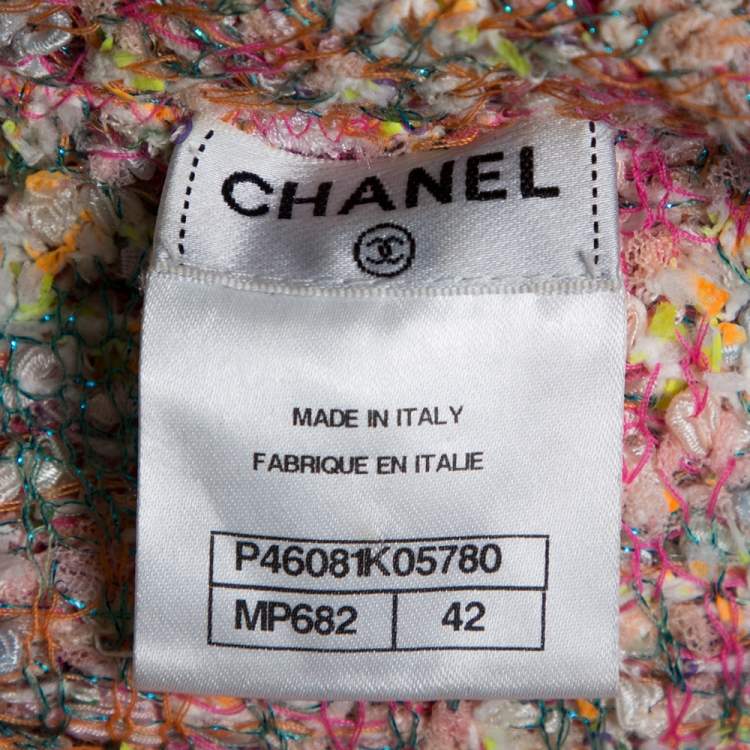 CHANEL
MADE IN ITALY
FABRIQUE EN ITALIE
P46081K05780
MP682 42